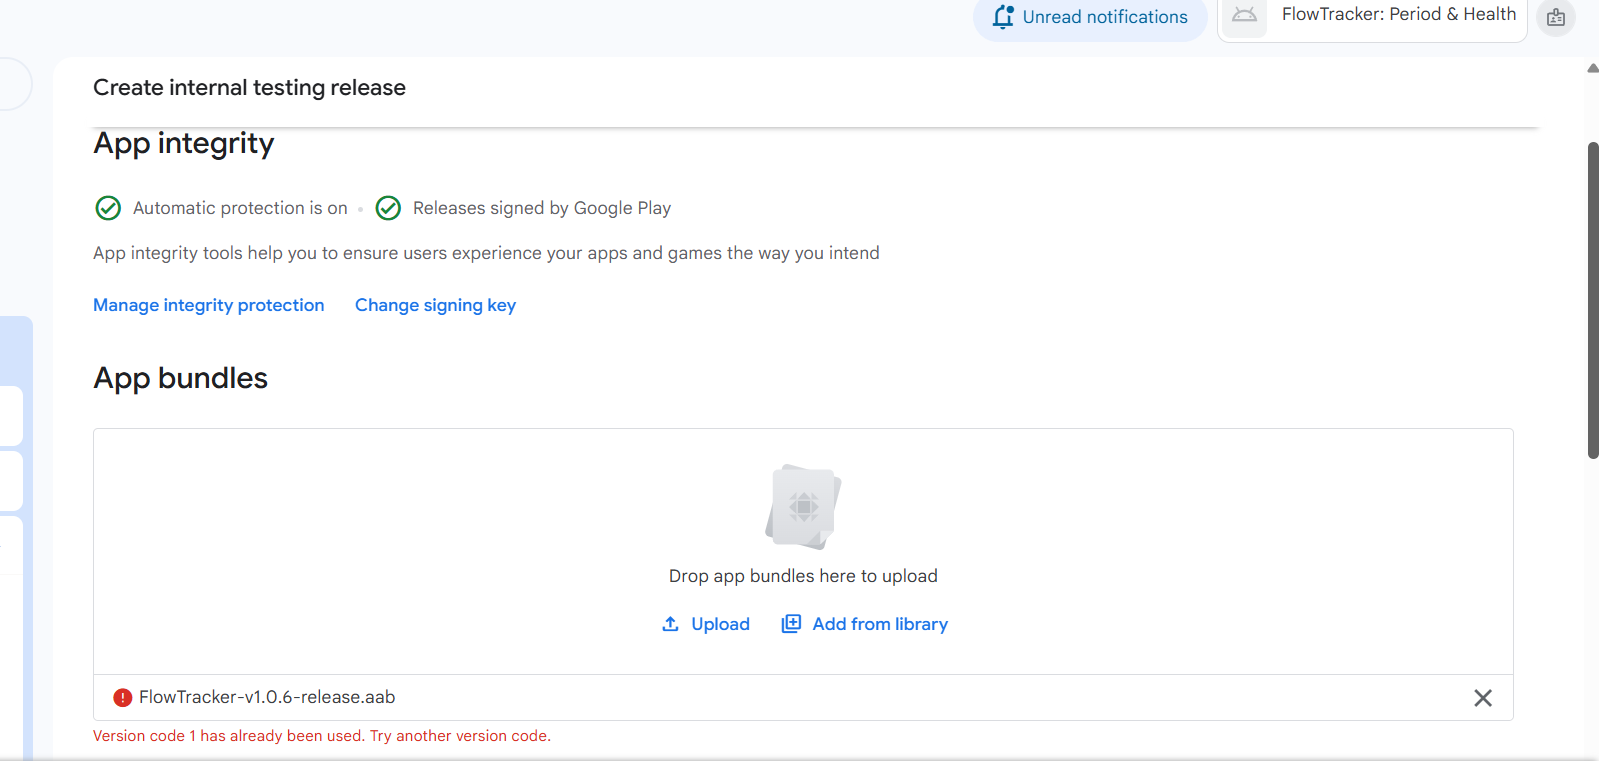 Unread notifications
FlowTracker: Period & Health
Create internal testing release
App integrity
Automatic protection is on • Releases signed by Google Play
App integrity tools help you to ensure users experience your apps and games the way you intend
Manage integrity protection Change signing key
App bundles
Drop app bundles here to upload
Upload Add from library
FlowTracker-v1.0.6-release.aab
Version code 1 has already been used. Try another version code.